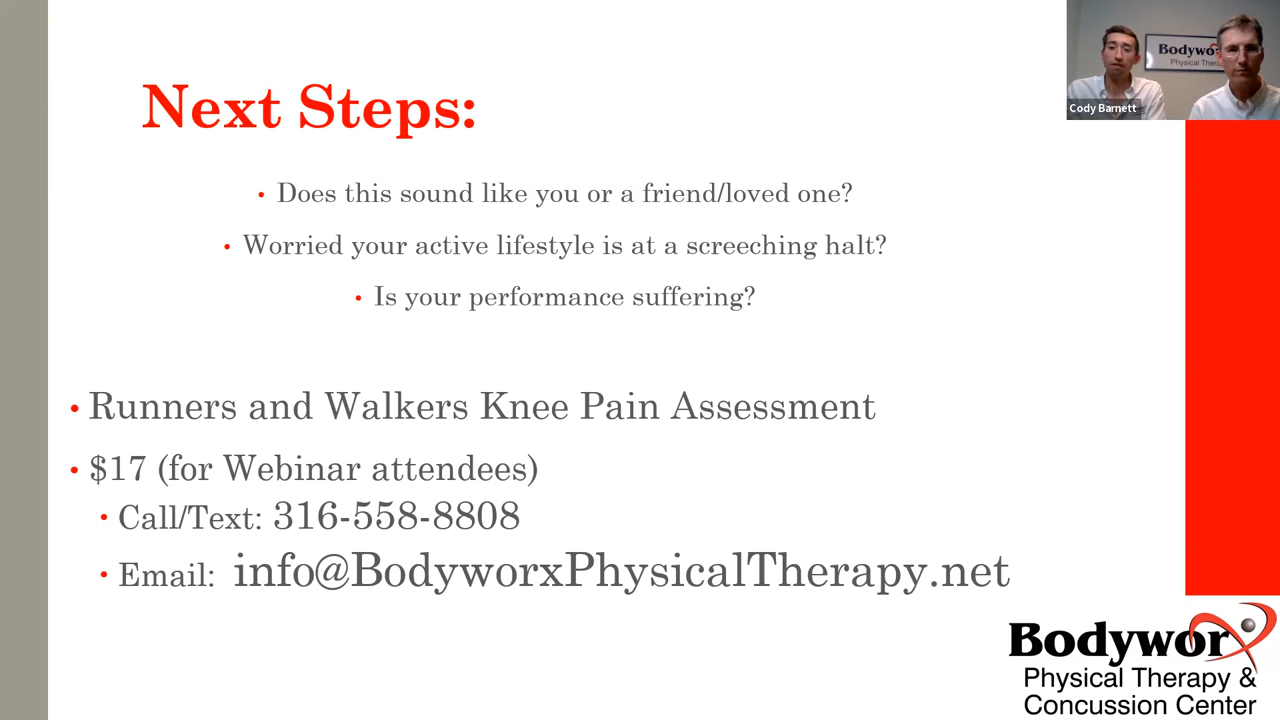 Next Steps:
• Does this sound like you or a friend/loved one?
• Worried your active lifestyle is at a screeching halt?
• Is your performance suffering?
• Runners and Walkers Knee Pain Assessment
• $17 (for Webinar attendees)
• Call/Text: 316-558-8808
• Email: info@BodyworxPhysicalTherapy.net
Bodywo
Physical
Cody Barnett
Bodyworx
Physical Therapy &
Concussion Center